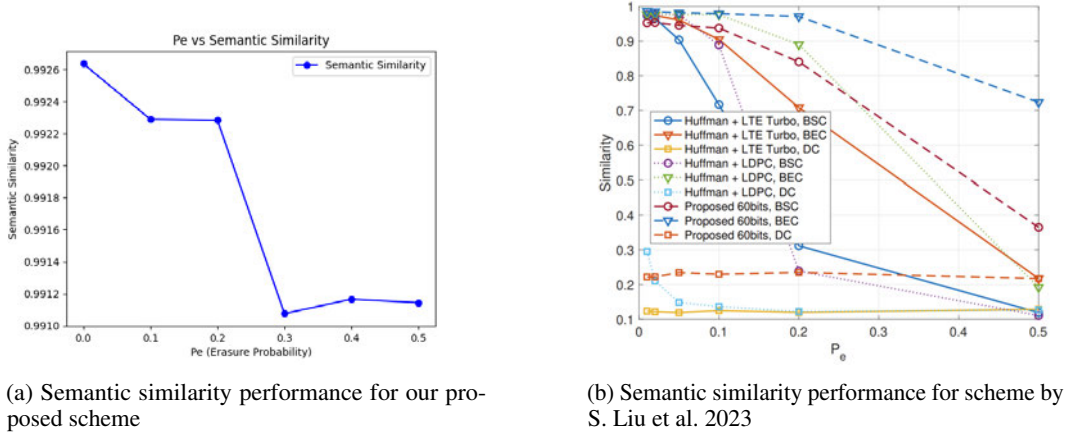 Pe vs Semantic Similarity
Semantic Similarity
0.9926
0.9924
0.9922
0.9920
0.9918
0.9916
0.9914
0.9912
0.9910
Semantic Similarity
0.0 0.1 0.2 0.3 0.4 0.5
Pe (Erasure Probability)
(a) Semantic similarity performance for our pro-
posed scheme
1
0.9
0.8
0.7
0.6
0.5
0.4
0.3
0.2
0.1
Similarity
Huffman + LTE Turbo, BSC
Huffman + LTE Turbo, BEC
Huffman + LTE Turbo, DC
Huffman + LDPC, BSC
Huffman + LDPC, BEC
Huffman + LDPC, DC
Proposed 60bits, BSC
Proposed 60bits, BEC
Proposed 60bits, DC
0 0.1 0.2 0.3 0.4 0.5
Pe
(b) Semantic similarity performance for scheme by
S. Liu et al. 2023